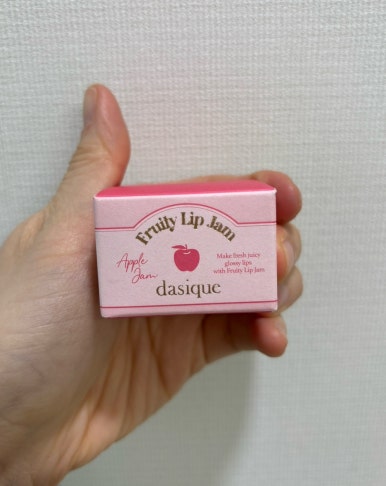 Fruity Lip Jam
Apple
Jam
Make fresh juicy
glossy lips
with Fruity Lip Jam
dasique